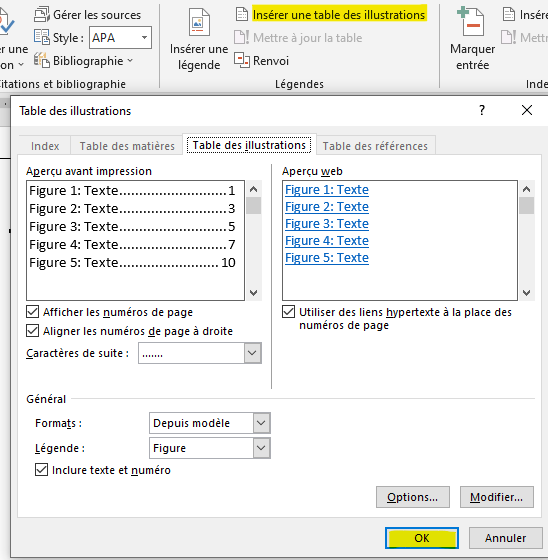 Gérer les sources
Insérer une table des illustrations
Style : APA
Mettre à jour la table
Bibliographie
Insérer une
légende
Renvoi
Marquer
entrée
Citations et bibliographie
Légendes
Table des illustrations
?
Index
Table des matières
Table des illustrations
Table des références
Aperçu avant impression
Figure 1: Texte............................1
Figure 2: Texte............................3
Figure 3: Texte............................5
Figure 4: Texte............................7
Figure 5: Texte..........................10
Aperçu web
Figure 1: Texte
Figure 2: Texte
Figure 3: Texte
Figure 4: Texte
Figure 5: Texte
Afficher les numéros de page
Aligner les numéros de page à droite
Caractères de suite : .......
Utiliser des liens hypertexte à la place des
numéros de page
Général
Formats : Depuis modèle
Légende : Figure
Inclure texte et numéro
Options...
Modifier...
OK
Annuler